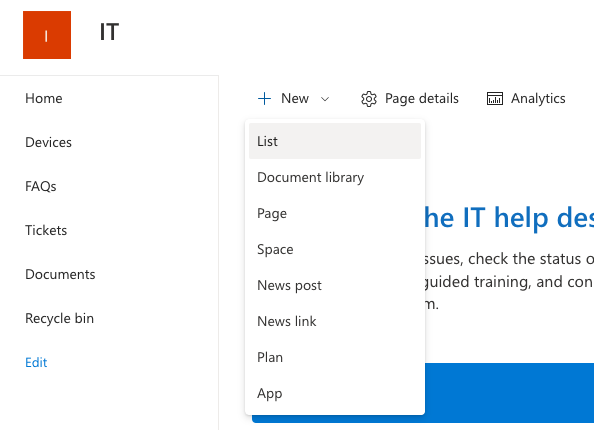 I
IT
Home
Devices
FAQs
Tickets
Documents
Recycle bin
Edit
New
Page details
Analytics
List
Document library
Page
Space
News post
News link
Plan
App
he IT help des
ssues, check the status o
guided training, and con
m.